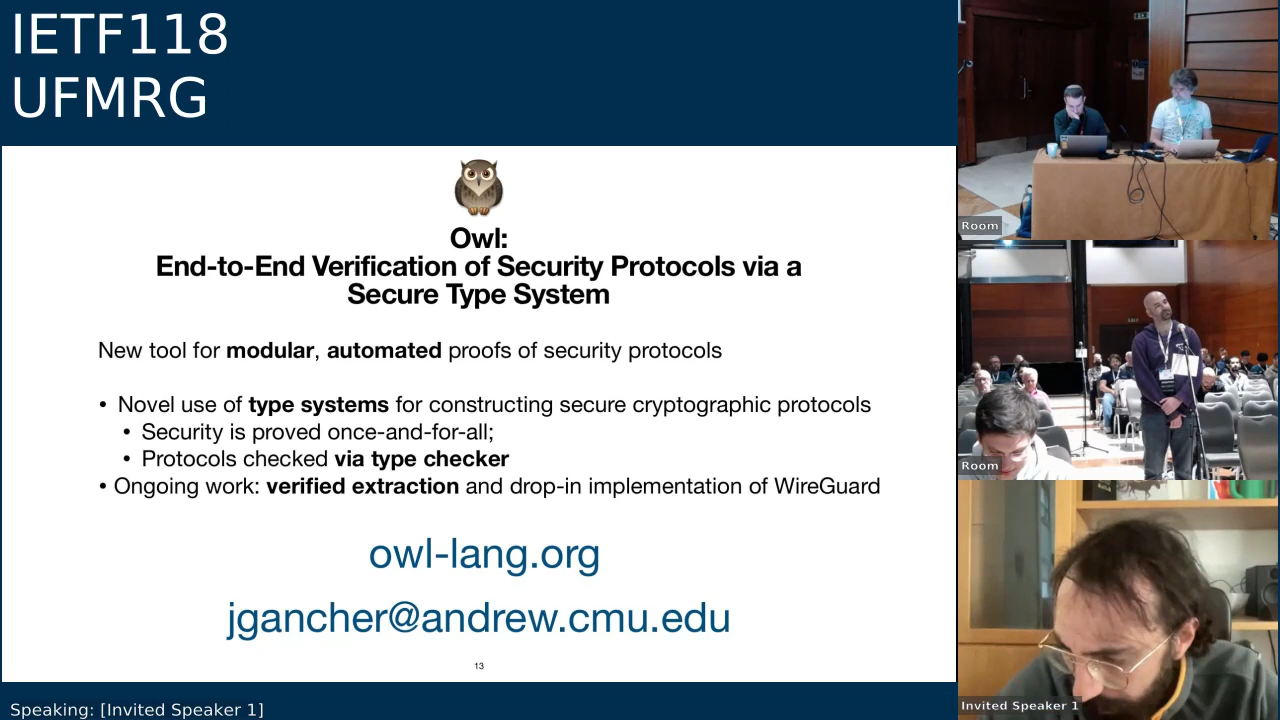 IETF118
UFMRG
Owl:
End-to-End Verification of Security Protocols via a
Secure Type System
New tool for modular, automated proofs of security protocols
• Novel use of type systems for constructing secure cryptographic protocols
• Security is proved once-and-for-all;
• Protocols checked via type checker
• Ongoing work: verified extraction and drop-in implementation of WireGuard
owl-lang.org
jgancher@andrew.cmu.edu
13
Speaking: [Invited Speaker 1]
Room
Room
Invited Speaker 1